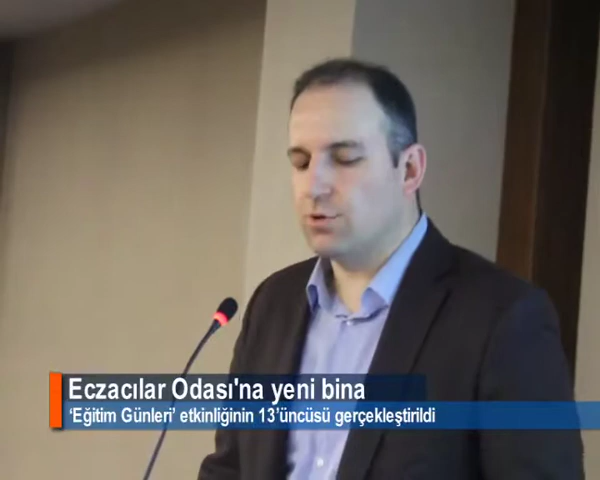 Eczacılar Odası'na yeni bina
‘Eğitim Günleri’ etkinliğinin 13’üncüsü gerçekleştirildi